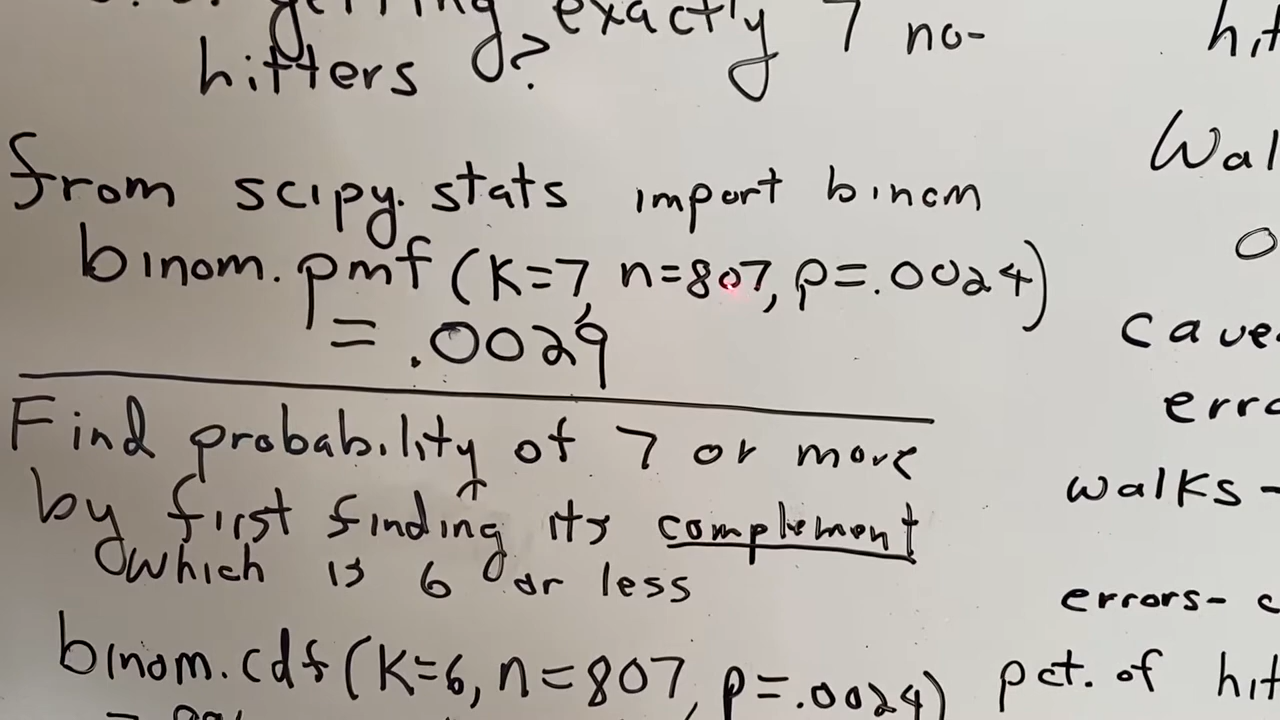 getting exactly 7 no-
hitters ?
from scipy.stats import binom
binom.pmf (K=7, n=807, p=.0024)
= .0029
Find probability of 7 or more
by first finding its complement
which is 6 or less
binom.cdf (K=6, n=807, p=.0024)
hit
Wal
o
cave
erro
walks -
errors- c
pct. of hit